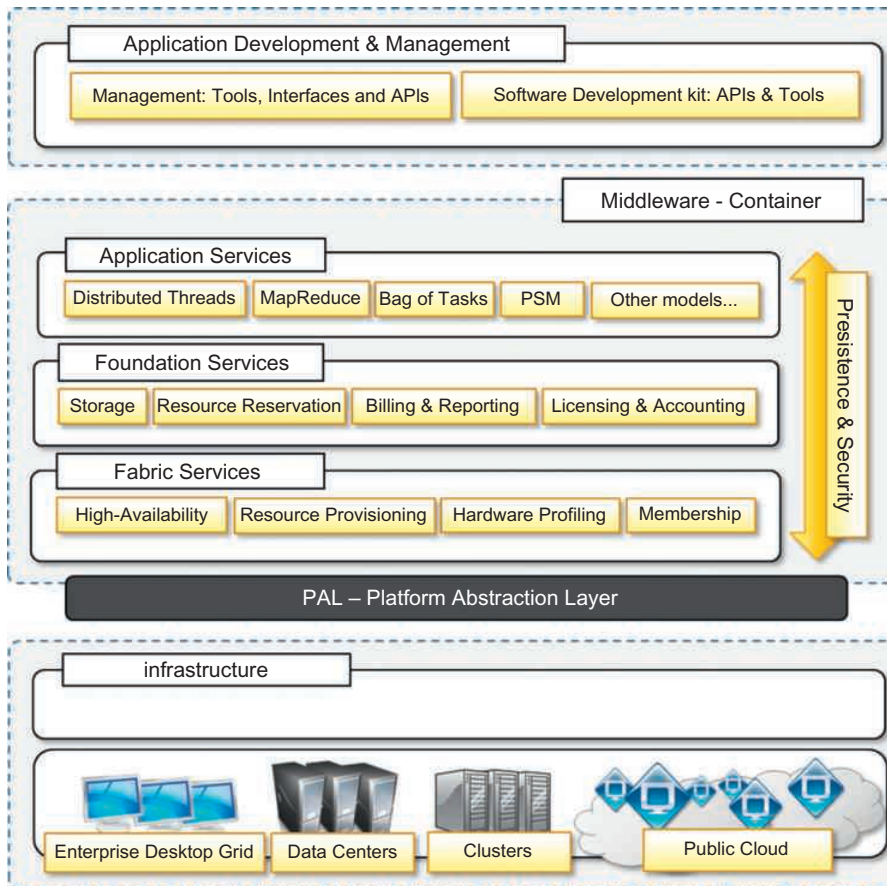 Application Development & Management
Management: Tools, Interfaces and APIs
Software Development kit: APIs & Tools
Middleware - Container
Application Services
Distributed Threads
MapReduce
Bag of Tasks
PSM
Other models...
Foundation Services
Storage
Resource Reservation
Billing & Reporting
Licensing & Accounting
Fabric Services
High-Availability
Resource Provisioning
Hardware Profiling
Membership
Presistence & Security
PAL – Platform Abstraction Layer
infrastructure
Enterprise Desktop Grid
Data Centers
Clusters
Public Cloud